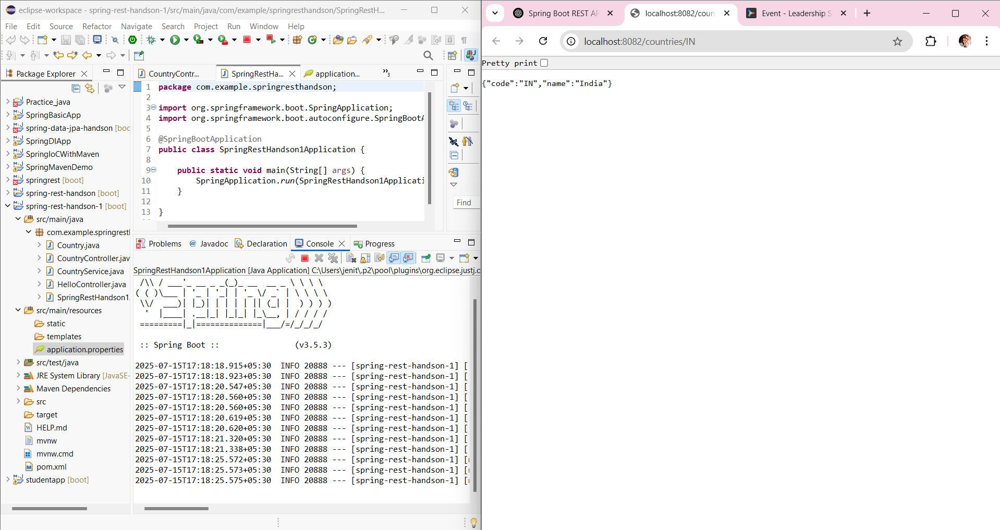 eclipse-workspace - spring-rest-handson-1/src/main/java/com/example/springresthandson/SpringRestH...
File Edit Source Refactor Navigate Search Project Run Window Help
Package Explorer
Practice_java
SpringBasicApp
spring-data-jpa-handson [boo
SpringDIApp
SpringIoCWithMaven
SpringMavenDemo
springrest [boot]
spring-rest-handson [boot]
spring-rest-handson-1 [boot]
src/main/java
com.example.springrest
Country.java
CountryController.jav
CountryService.java
HelloController.java
SpringRestHandson1.
src/main/resources
static
templates
application.properties
src/test/java
JRE System Library [JavaSE-
Maven Dependencies
src
target
HELP.md
mvnw
mvnw.cmd
pom.xml
studentapp [boot]
CountryContr... SpringRestHa... application... »3
1 package com.example.springresthandson;
2
3 import org.springframework.boot.SpringApplication;
4 import org.springframework.boot.autoconfigure.SpringBootA
5
6 @SpringBootApplication
7 public class SpringRestHandson1Application {
8
9 public static void main(String[] args) {
10 SpringApplication.run(SpringRestHandson1Applicati
11 }
12
13 }
Find
Problems @ Javadoc Declaration Console Progress
SpringRestHandson1Application [Java Application] C:\Users\jenit\.p2\pool\plugins\org.eclipse.justj.o
 /\\ / ___'_ __ _ _(_)_ __  __ _ \ \ \ \
( ( )\___ | '_ | '_| | '_ \/ _` | \ \ \ \
 \\/  ___)| |_)| | | | | || (_| |  ) ) ) )
  '  |____| .__|_| |_|_| |_\__, | / / / /
 =========|_|==============|___/=/_/_/_/
:: Spring Boot :: (v3.5.3)
2025-07-15T17:18:18.915+05:30 INFO 20888 --- [spring-rest-handson-1] [
2025-07-15T17:18:18.923+05:30 INFO 20888 --- [spring-rest-handson-1] [
2025-07-15T17:18:20.547+05:30 INFO 20888 --- [spring-rest-handson-1] [
2025-07-15T17:18:20.560+05:30 INFO 20888 --- [spring-rest-handson-1] [
2025-07-15T17:18:20.560+05:30 INFO 20888 --- [spring-rest-handson-1] [
2025-07-15T17:18:20.619+05:30 INFO 20888 --- [spring-rest-handson-1] [
2025-07-15T17:18:20.620+05:30 INFO 20888 --- [spring-rest-handson-1] [
2025-07-15T17:18:21.320+05:30 INFO 20888 --- [spring-rest-handson-1] [
2025-07-15T17:18:21.338+05:30 INFO 20888 --- [spring-rest-handson-1] [
2025-07-15T17:18:25.572+05:30 INFO 20888 --- [spring-rest-handson-1] [
2025-07-15T17:18:25.573+05:30 INFO 20888 --- [spring-rest-handson-1] [
2025-07-15T17:18:25.575+05:30 INFO 20888 --- [spring-rest-handson-1] [
Spring Boot REST AP localhost:8082/coun Event - Leadership S
localhost:8082/countries/IN
Pretty print
{"code":"IN","name":"India"}